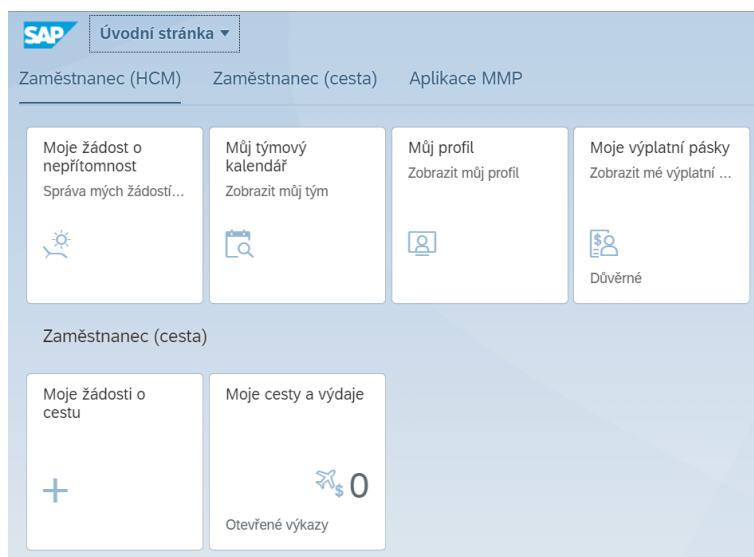 SAP Úvodní stránka
Zaměstnanec (HCM) Zaměstnanec (cesta) Aplikace MMP
Moje žádost o
nepřítomnost
Správa mých žádostí...
Můj týmový
kalendář
Zobrazit můj tým
Můj profil
Zobrazit můj profil
Moje výplatní pásky
Zobrazit mé výplatní ...
Důvěrné
Zaměstnanec (cesta)
Moje žádosti o
cestu
Moje cesty a výdaje
0
Otevřené výkazy